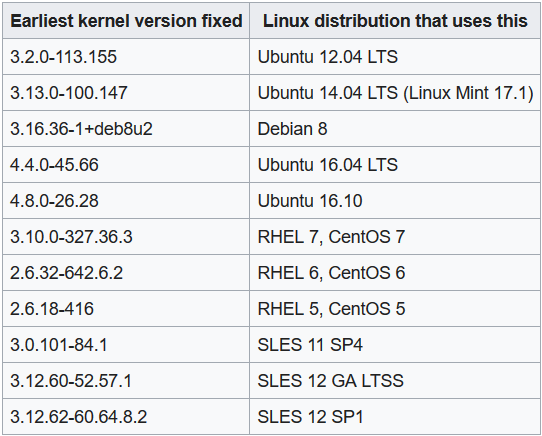 Earliest kernel version fixed Linux distribution that uses this
3.2.0-113.155 Ubuntu 12.04 LTS
3.13.0-100.147 Ubuntu 14.04 LTS (Linux Mint 17.1)
3.16.36-1+deb8u2 Debian 8
4.4.0-45.66 Ubuntu 16.04 LTS
4.8.0-26.28 Ubuntu 16.10
3.10.0-327.36.3 RHEL 7, CentOS 7
2.6.32-642.6.2 RHEL 6, CentOS 6
2.6.18-416 RHEL 5, CentOS 5
3.0.101-84.1 SLES 11 SP4
3.12.60-52.57.1 SLES 12 GA LTSS
3.12.62-60.64.8.2 SLES 12 SP1